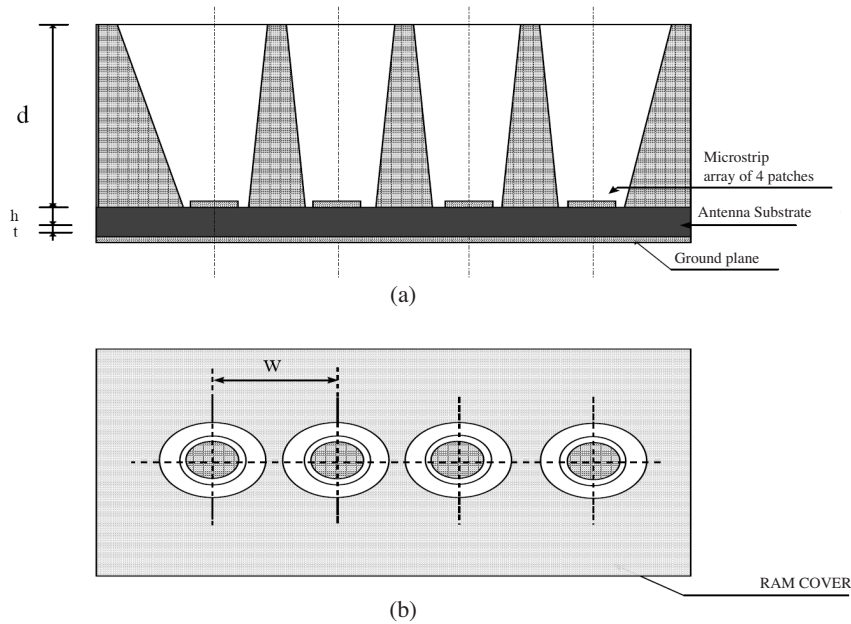 d
h
t
Microstrip
array of 4 patches
Antenna Substrate
Ground plane
(a)
W
RAM COVER
(b)